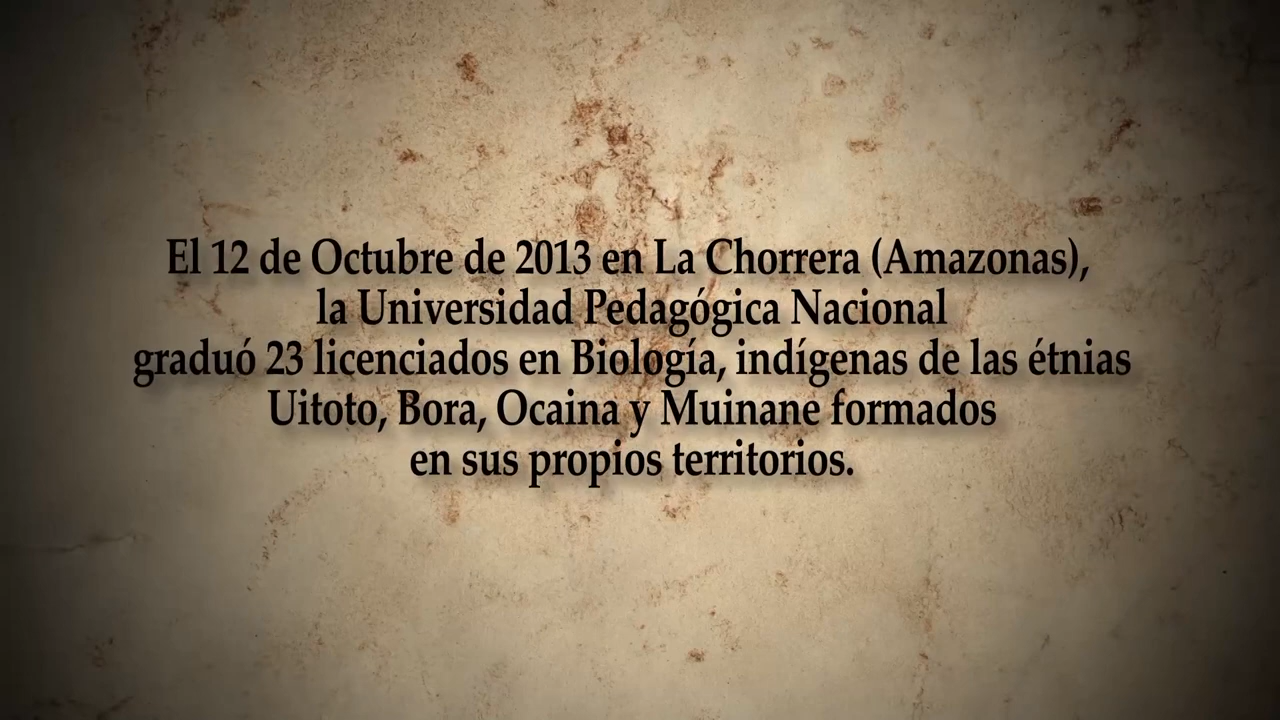 El 12 de Octubre de 2013 en La Chorrera (Amazonas),
la Universidad Pedagógica Nacional
graduó 23 licenciados en Biología, indígenas de las étnias
Uitoto, Bora, Ocaina y Muinane formados
en sus propios territorios.